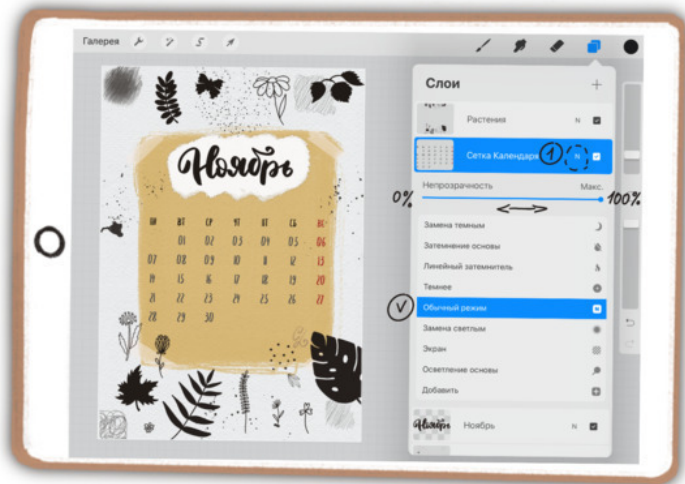 Галерея
Слои
Растения N
Сетка Календаря 1 N
Непрозрачность Макс.
0% 100%
Замена темным
Затемнение основы
Линейный затемнитель
Темнее
Обычный режим N
Замена светлым
Экран
Осветление основы
Добавить
Ноябрь Ноябрь N
Ноябрь
ПН ВТ СР ЧТ ПТ СБ ВС
01 02 03 04 05 06
07 08 09 10 11 12 13
14 15 16 17 18 19 20
21 22 23 24 25 26 27
28 29 30